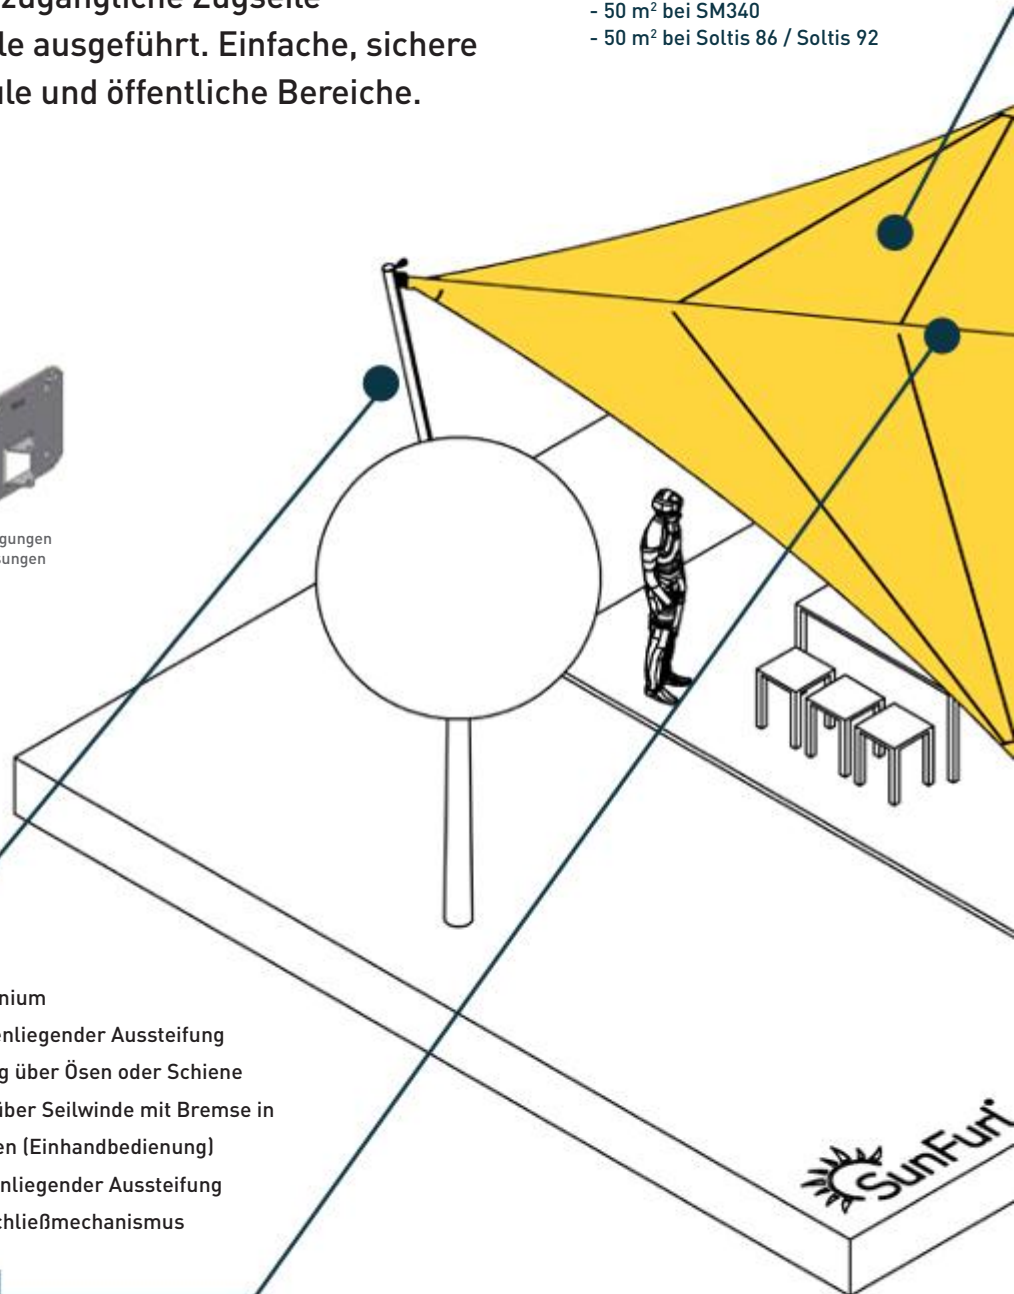 zugängliche Zugseile
le ausgeführt. Einfache, sichere
ule und öffentliche Bereiche.
- 50 m² bei SM340
- 50 m² bei Soltis 86 / Soltis 92
gungen
sungen
nium
enliegender Aussteifung
g über Ösen oder Schiene
über Seilwinde mit Bremse in
en (Einhandbedienung)
nliegender Aussteifung
chließmechanismus
SunFurl